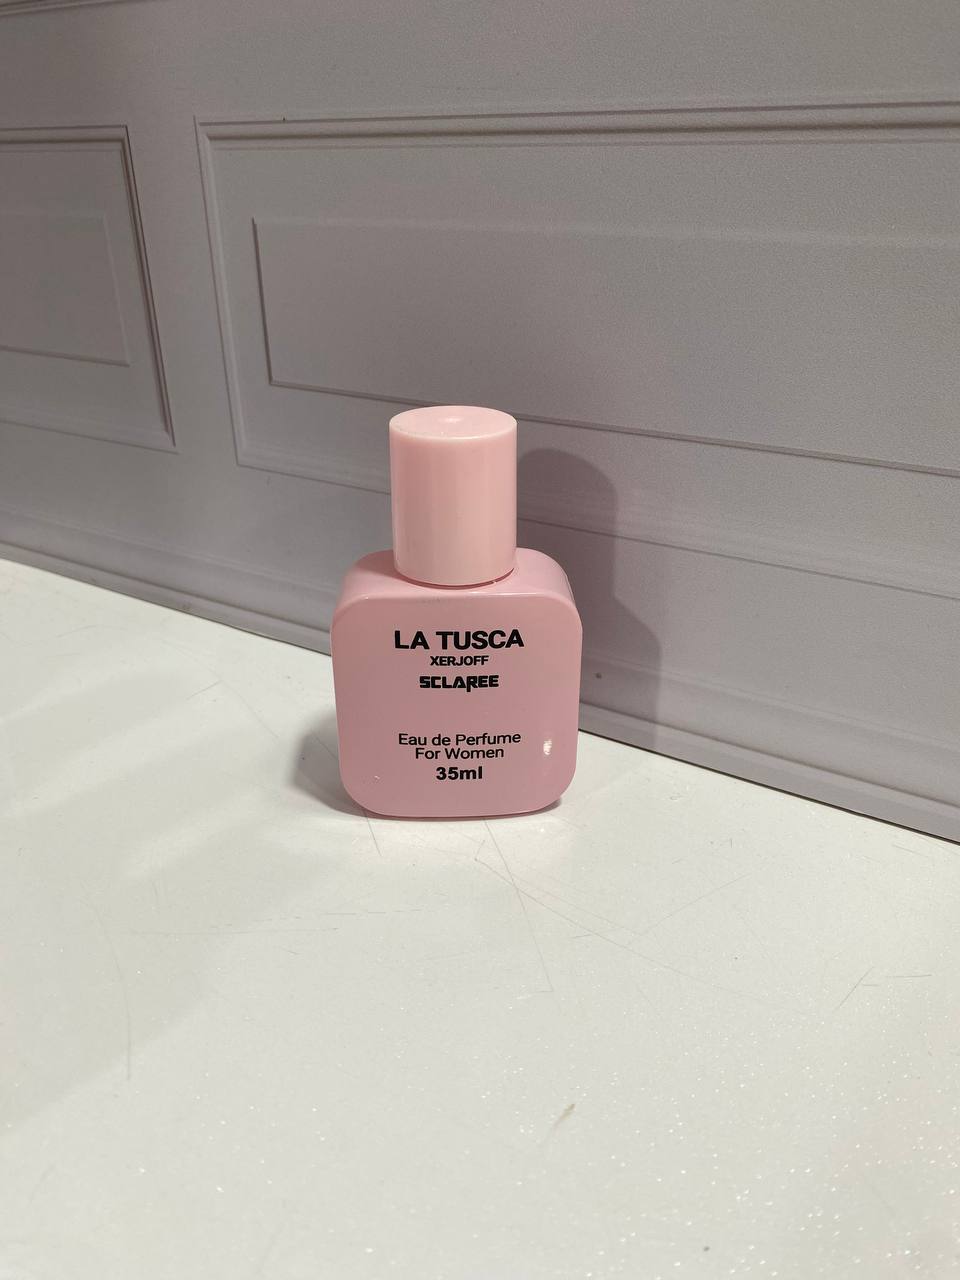 LA TUSCA
XERJOFF
SCLAREE
Eau de Perfume
For Women
35ml